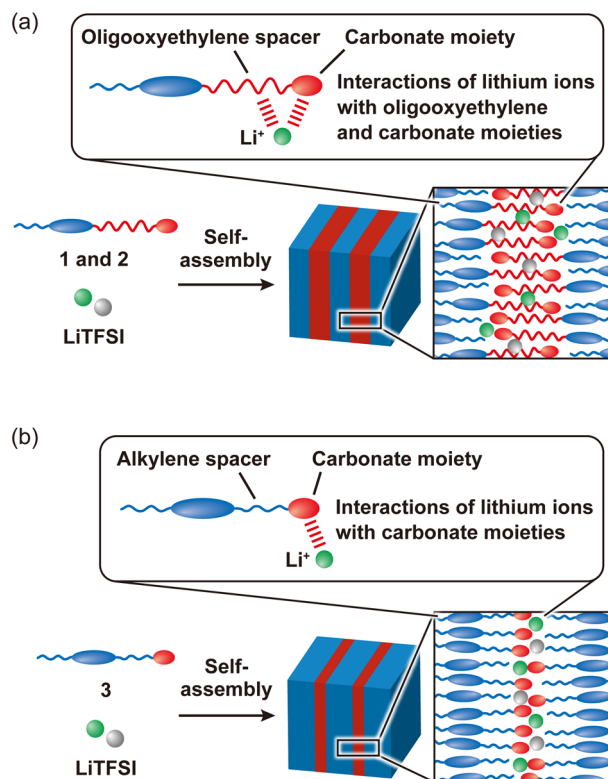 (a)
Oligooxyethylene spacer
Carbonate moiety
Interactions of lithium ions
with oligooxyethylene
and carbonate moieties
Li⁺
1 and 2
LiTFSI
Self-
assembly
(b)
Alkylene spacer
Carbonate moiety
Interactions of lithium ions
with carbonate moieties
Li⁺
3
LiTFSI
Self-
assembly